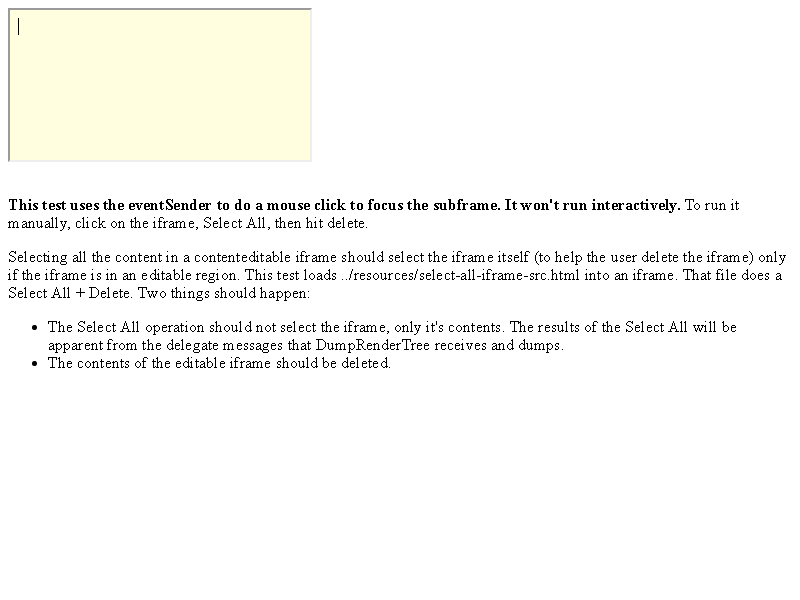 This test uses the eventSender to do a mouse click to focus the subframe. It won't run interactively. To run it
manually, click on the iframe, Select All, then hit delete.
Selecting all the content in a contenteditable iframe should select the iframe itself (to help the user delete the iframe) only
if the iframe is in an editable region. This test loads ../resources/select-all-iframe-src.html into an iframe. That file does a
Select All + Delete. Two things should happen:
• The Select All operation should not select the iframe, only it's contents. The results of the Select All will be
apparent from the delegate messages that DumpRenderTree receives and dumps.
• The contents of the editable iframe should be deleted.